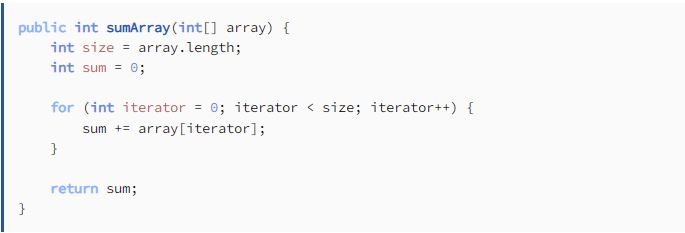 public int sumArray(int[] array) {
    int size = array.length;
    int sum = 0;
    for (int iterator = 0; iterator < size; iterator++) {
        sum += array[iterator];
    }
    return sum;
}